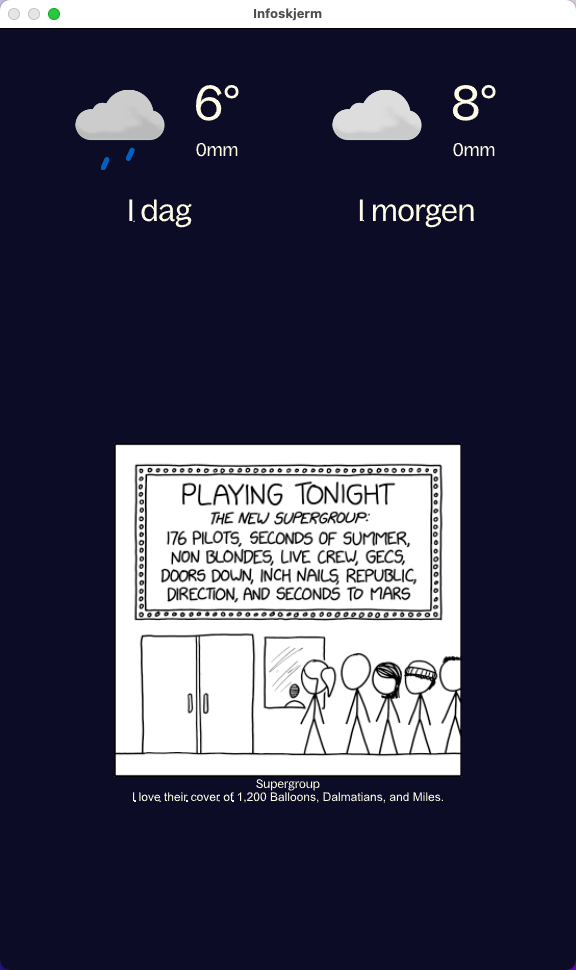 Infoskjerm
6° 8°
0mm 0mm
I dag I morgen
PLAYING TONIGHT
THE NEW SUPERGROUP:
176 PILOTS, SECONDS OF SUMMER,
NON BLONDES, LIVE CREW, GECS,
DOORS DOWN, INCH NAILS, REPUBLIC,
DIRECTION, AND SECONDS TO MARS
Supergroup
I love their cover of 1,200 Balloons, Dalmatians, and Miles.